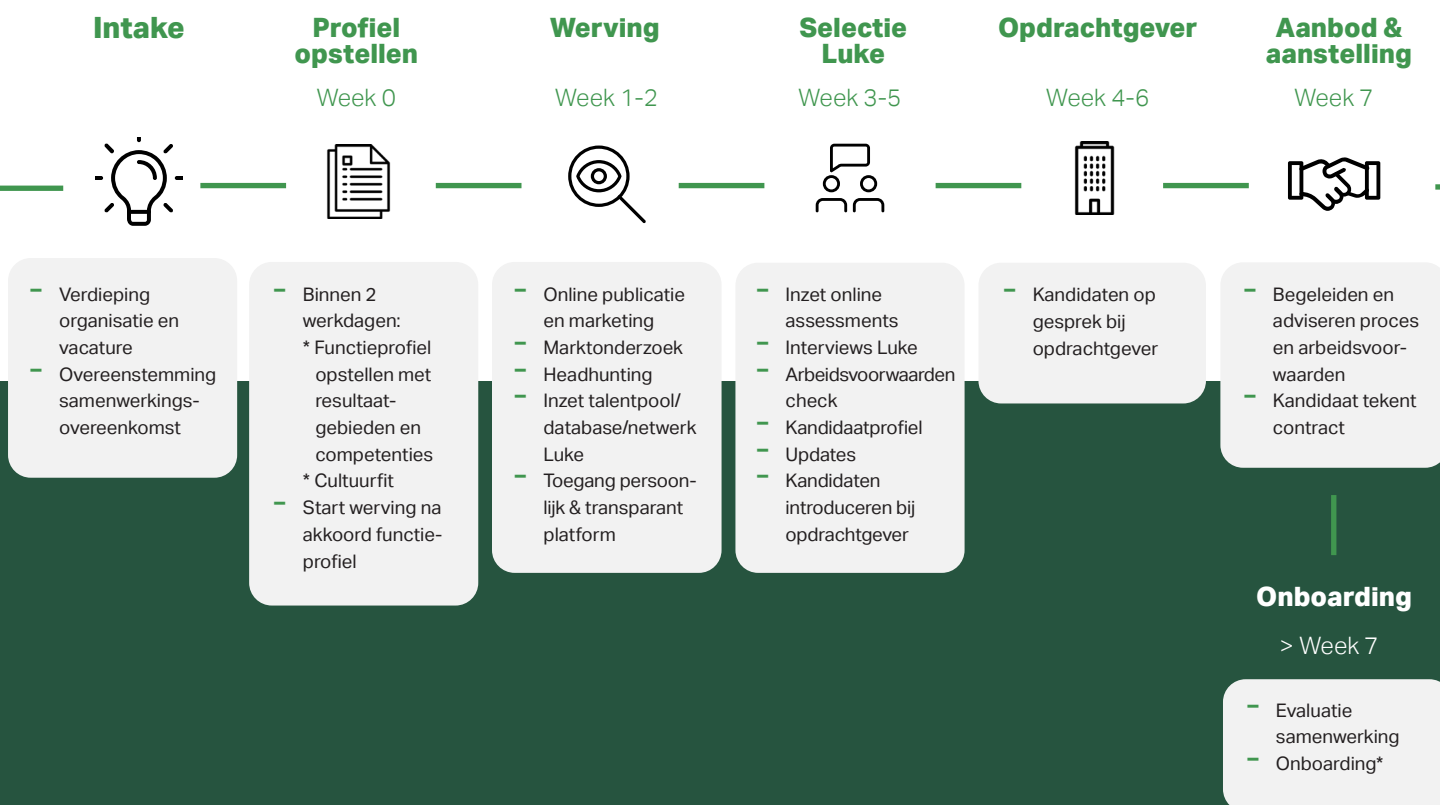 Intake
Profiel
opstellen
Week 0
Werving
Week 1-2
Selectie
Luke
Week 3-5
Opdrachtgever
Week 4-6
Aanbod &
aanstelling
Week 7
– Verdieping
organisatie en
vacature
– Overeenstemming
samenwerkings-
overeenkomst
– Binnen 2
werkdagen:
* Functieprofiel
opstellen met
resultaat-
gebieden en
competenties
* Cultuurfit
– Start werving na
akkoord functie-
profiel
– Online publicatie
en marketing
– Marktonderzoek
– Headhunting
– Inzet talentpool/
database/netwerk
Luke
– Toegang persoon-
lijk & transparant
platform
– Inzet online
assessments
– Interviews Luke
– Arbeidsvoorwaarden
check
– Kandidaatprofiel
– Updates
– Kandidaten
introduceren bij
opdrachtgever
– Kandidaten op
gesprek bij
opdrachtgever
– Begeleiden en
adviseren proces
en arbeidsvoor-
waarden
– Kandidaat tekent
contract
Onboarding
> Week 7
– Evaluatie
samenwerking
– Onboarding*